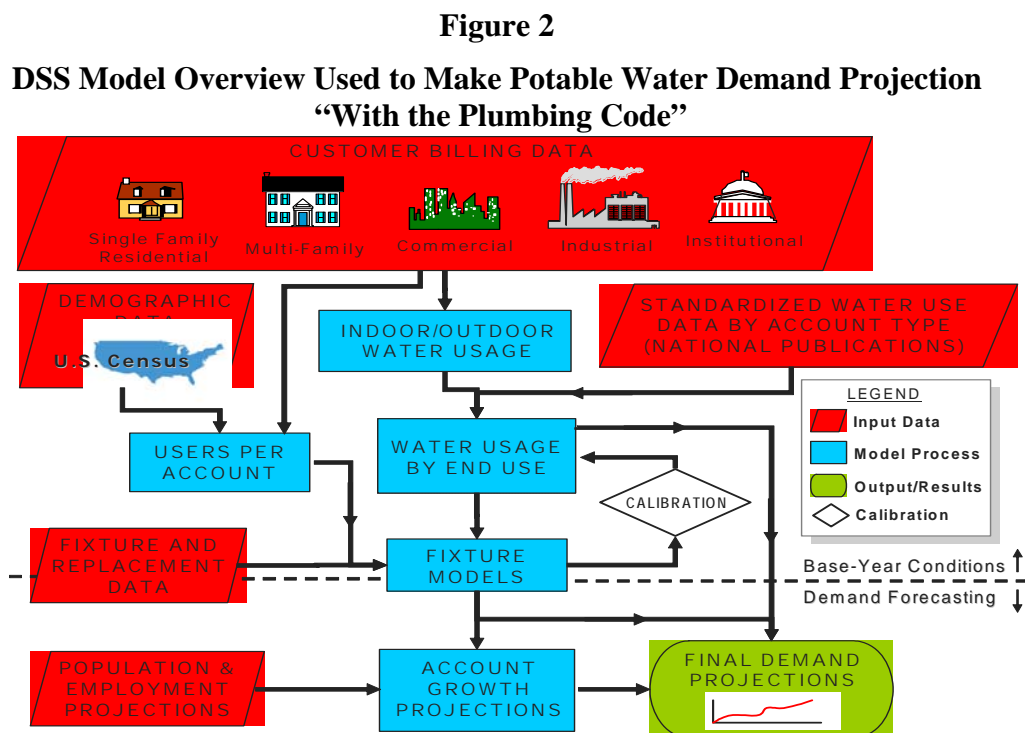 Figure 2
DSS Model Overview Used to Make Potable Water Demand Projection
“With the Plumbing Code”
CUSTOMER BILLING DATA
Single Family
Residential
Multi-Family
Commercial
Industrial
Institutional
DEMOGRAPHIC
DATA
U.S. Census
INDOOR/OUTDOOR
WATER USAGE
STANDARDIZED WATER USE
DATA BY ACCOUNT TYPE
(NATIONAL PUBLICATIONS)
LEGEND
Input Data
Model Process
Output/Results
Calibration
USERS PER
ACCOUNT
WATER USAGE
BY END USE
CALIBRATION
FIXTURE AND
REPLACEMENT
DATA
FIXTURE
MODELS
Base-Year Conditions
Demand Forecasting
POPULATION &
EMPLOYMENT
PROJECTIONS
ACCOUNT
GROWTH
PROJECTIONS
FINAL DEMAND
PROJECTIONS